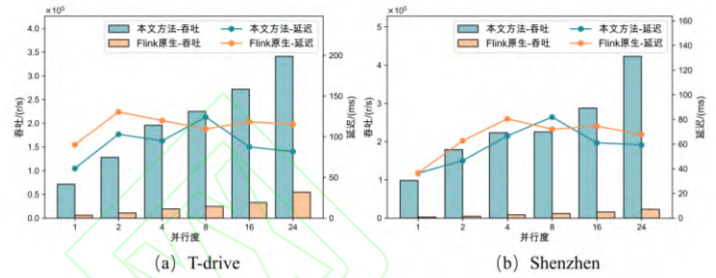 ×10⁵
4.0
3.5
3.0
2.5
2.0
1.5
1.0
0.5
0.0
吞吐/(r/s)
本文方法-吞吐
Flink原生-吞吐
本文方法-延迟
Flink原生-延迟
200
150
100
50
0
延迟/(ms)
1 2 4 8 16 24
并行度
(a) T-drive
×10⁵
5
4
3
2
1
0
吞吐/(r/s)
本文方法-吞吐
Flink原生-吞吐
本文方法-延迟
Flink原生-延迟
160
140
120
100
80
60
40
20
0
延迟/(ms)
1 2 4 8 16 24
并行度
(b) Shenzhen